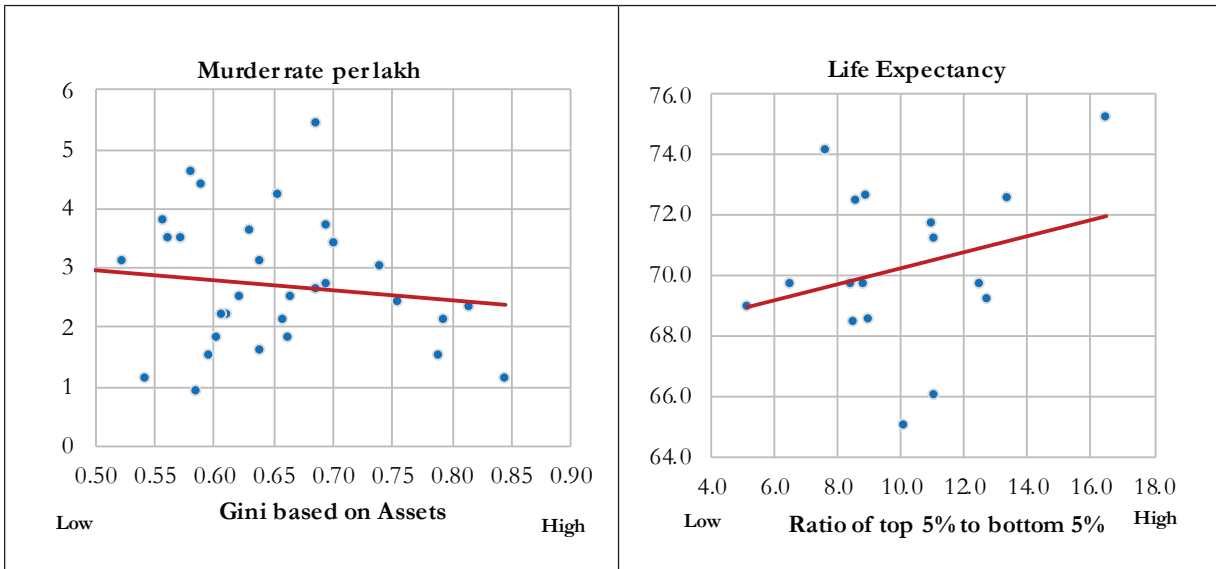 Murder rate per lakh
6
5
4
3
2
1
0
0.50 0.55 0.60 0.65 0.70 0.75 0.80 0.85 0.90
Low Gini based on Assets High
Life Expectancy
76.0
74.0
72.0
70.0
68.0
66.0
64.0
4.0 6.0 8.0 10.0 12.0 14.0 16.0 18.0
Low Ratio of top 5% to bottom 5% High